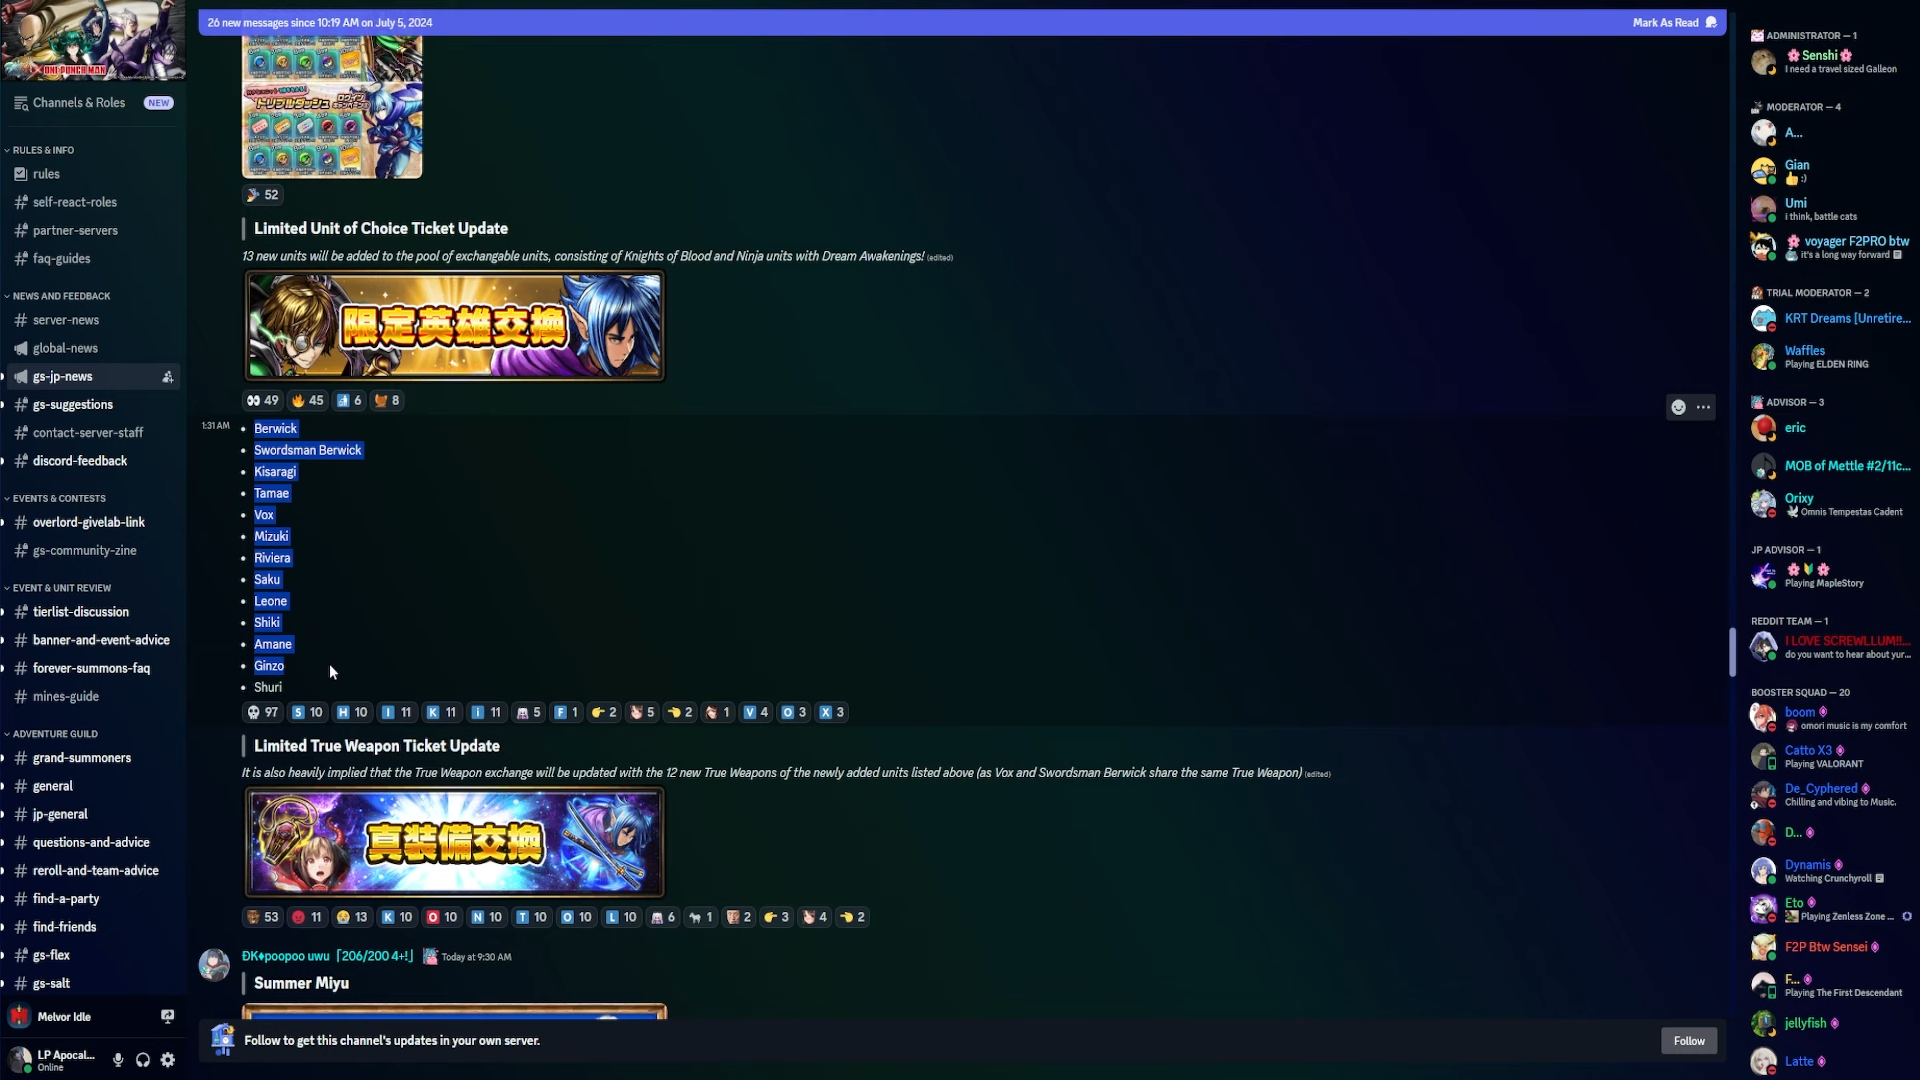 26 new messages since 10:19 AM on July 5, 2024
Mark As Read
ONE PUNCH MAN
Channels & Roles
NEW
RULES & INFO
rules
self-react-roles
partner-servers
faq-guides
NEWS AND FEEDBACK
server-news
global-news
gs-jp-news
gs-suggestions
contact-server-staff
discord-feedback
EVENTS & CONTESTS
overlord-givelab-link
gs-community-zine
EVENT & UNIT REVIEW
tierlist-discussion
banner-and-event-advice
forever-summons-faq
mines-guide
ADVENTURE GUILD
grand-summoners
general
jp-general
questions-and-advice
reroll-and-team-advice
find-a-party
find-friends
gs-flex
gs-salt
Melvor Idle
LP Apocal...
Online
トリプルダッシュ
52
Limited Unit of Choice Ticket Update
13 new units will be added to the pool of exchangable units, consisting of Knights of Blood and Ninja units with Dream Awakenings! (edited)
限定英雄交換
49 45 6 8
1:31 AM
• Berwick
• Swordsman Berwick
• Kisaragi
• Tamae
• Vox
• Mizuki
• Riviera
• Saku
• Leone
• Shiki
• Amane
• Ginzo
• Shuri
97 S 10 H 10 I 11 K 11 i 11 5 F 1 2 5 2 1 V 4 O 3 X 3
Limited True Weapon Ticket Update
It is also heavily implied that the True Weapon exchange will be updated with the 12 new True Weapons of the newly added units listed above (as Vox and Swordsman Berwick share the same True Weapon) (edited)
真装備交換
53 11 13 K 10 O 10 N 10 T 10 O 10 L 10 6 1 2 3 4 2
ĐK♦poopoo uwu「206/200 4+!」 Today at 9:30 AM
Summer Miyu
Follow to get this channel's updates in your own server.
Follow
ADMINISTRATOR — 1
Senshi
I need a travel sized Galleon
MODERATOR — 4
A...
Gian
:)
Umi
i think, battle cats
voyager F2PRO btw
it's a long way forward
TRIAL MODERATOR — 2
KRT Dreams [Unretire...
Waffles
Playing ELDEN RING
ADVISOR — 3
eric
MOB of Mettle #2/11c...
Orixy
Omnis Tempestas Cadent
JP ADVISOR — 1
Playing MapleStory
REDDIT TEAM — 1
I LOVE SCREWLLUM!!...
do you want to hear about yur...
BOOSTER SQUAD — 20
boom
omori music is my comfort
Catto X3
Playing VALORANT
De_Cyphered
Chilling and vibing to Music.
D...
Dynamis
Watching Crunchyroll
Eto
Playing Zenless Zone ...
F2P Btw Sensei
F...
Playing The First Descendant
jellyfish
Latte